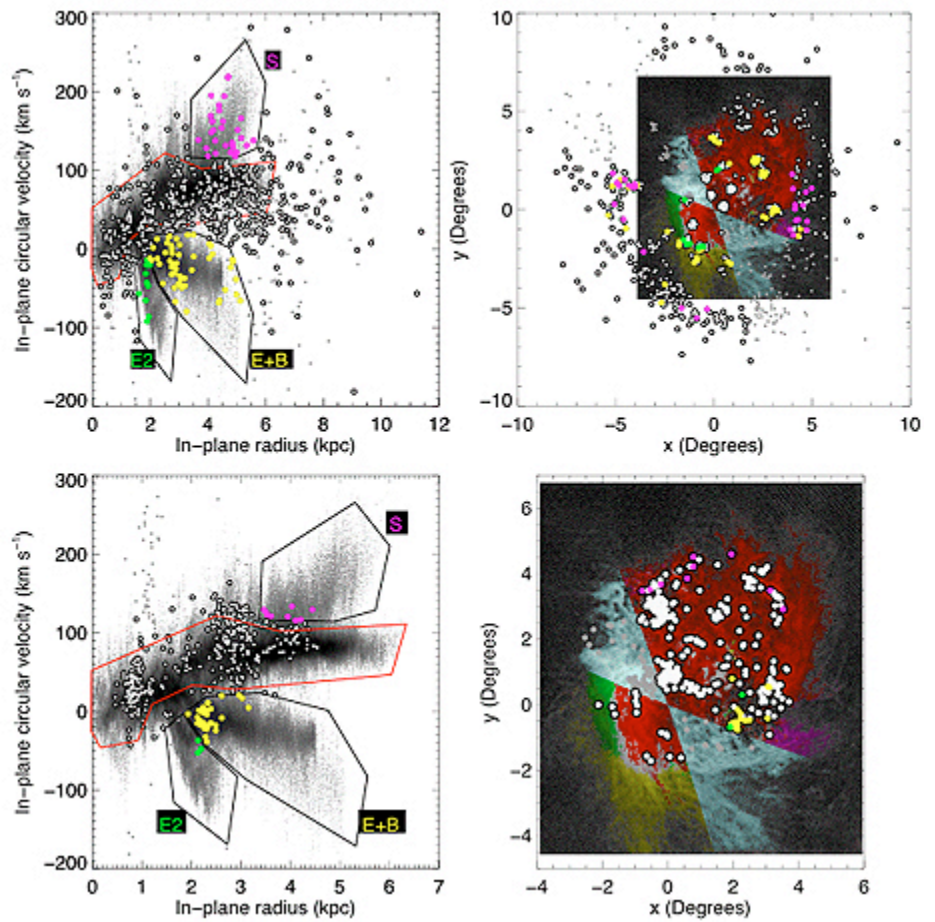 300
200
100
0
−100
−200
In−plane circular velocity (km s⁻¹)
S
E2
E+B
0 2 4 6 8 10 12
In−plane radius (kpc)
10
5
0
−5
−10
y (Degrees)
−10 −5 0 5 10
x (Degrees)
300
200
100
0
−100
−200
In−plane circular velocity (km s⁻¹)
S
E2
E+B
0 1 2 3 4 5 6 7
In−plane radius (kpc)
6
4
2
0
−2
−4
y (Degrees)
−4 −2 0 2 4 6
x (Degrees)